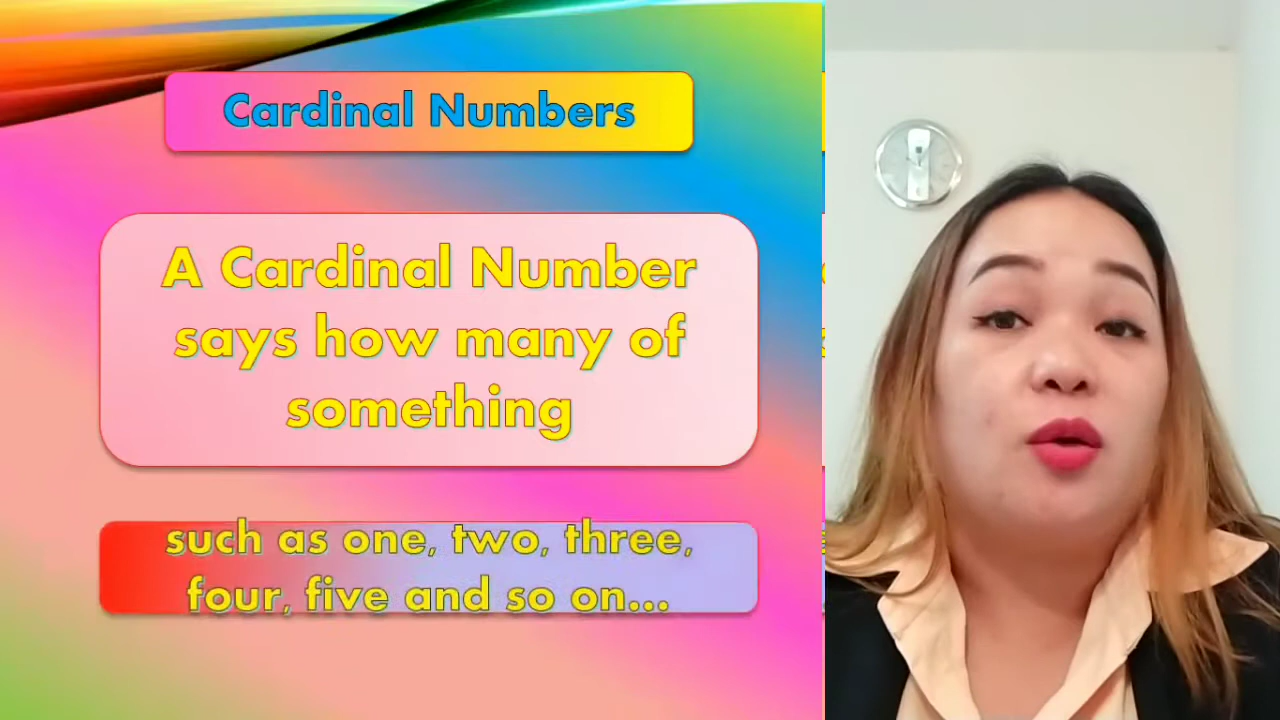 Cardinal Numbers
A Cardinal Number
says how many of
something
such as one, two, three,
four, five and so on...